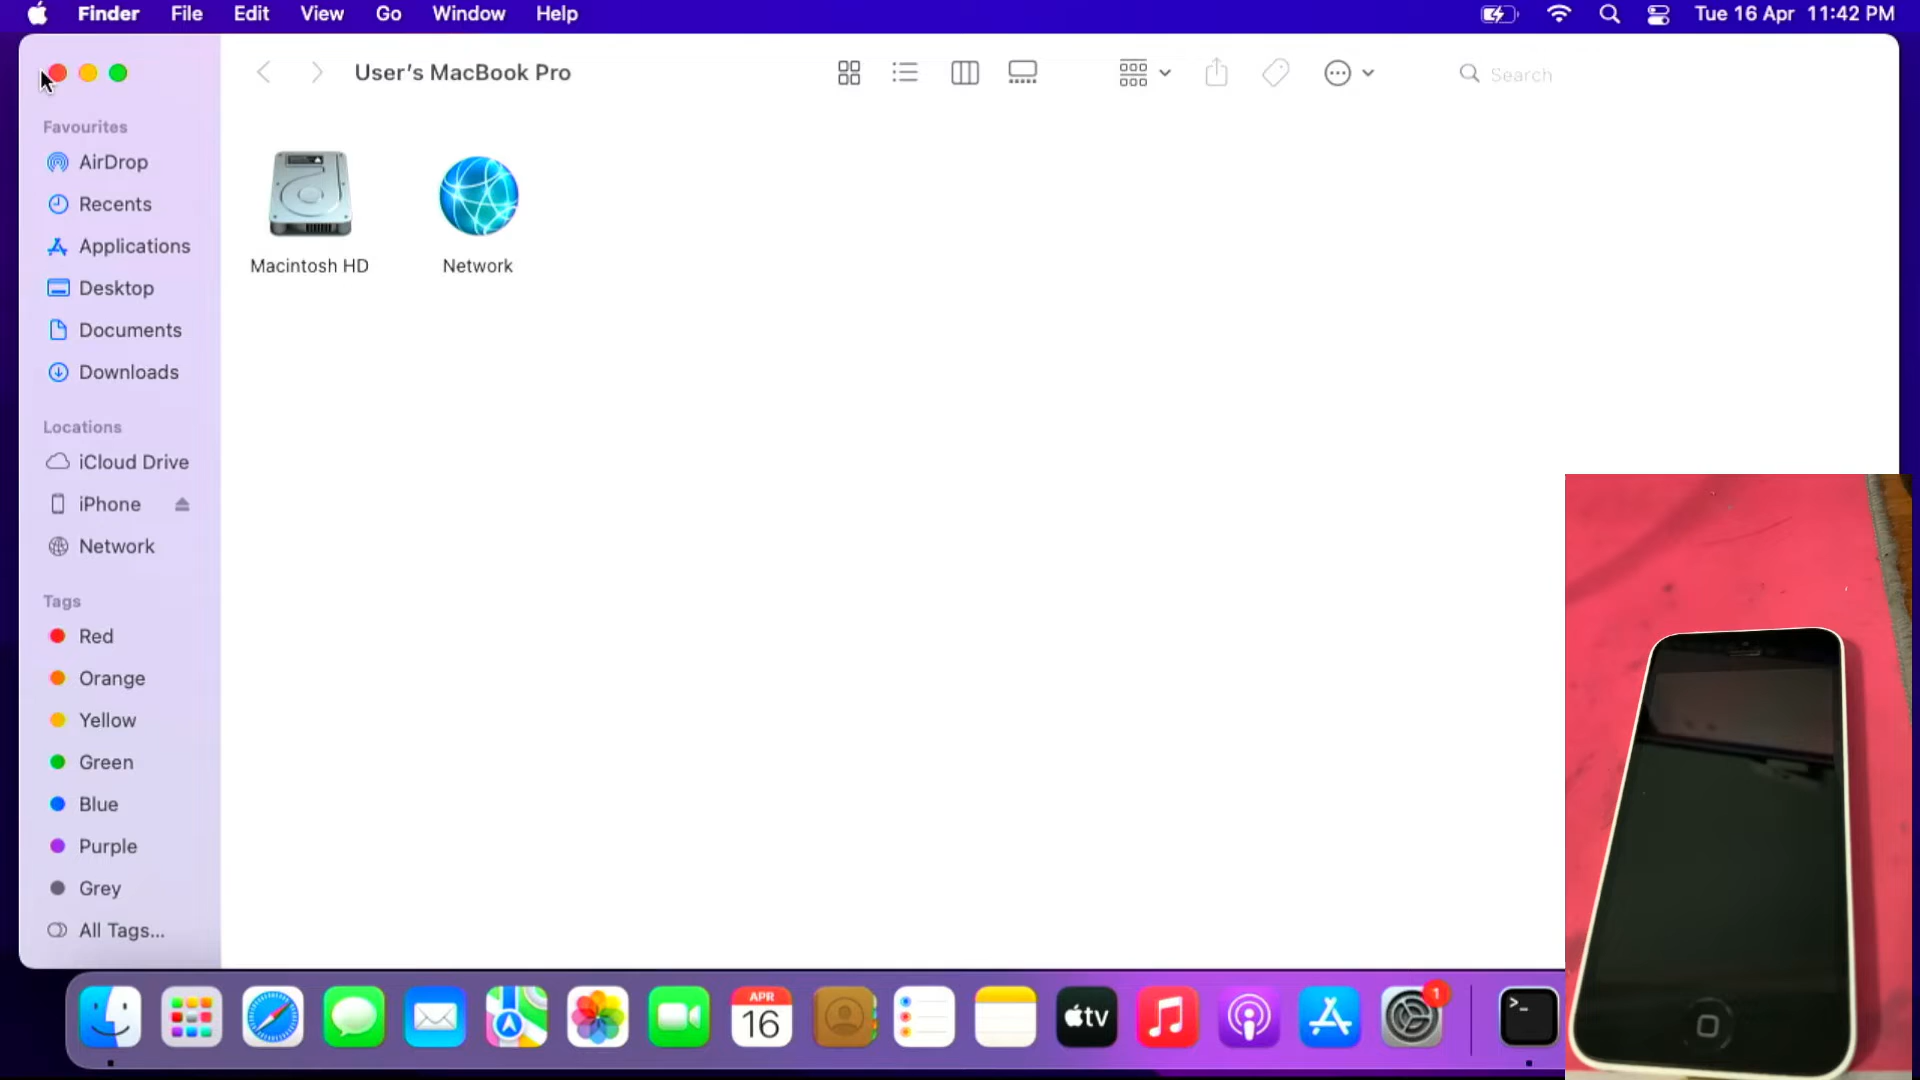 Finder File Edit View Go Window Help Tue 16 Apr 11:42 PM
User's MacBook Pro
Search
Favourites
AirDrop
Recents
Applications
Desktop
Documents
Downloads
Locations
iCloud Drive
iPhone
Network
Tags
Red
Orange
Yellow
Green
Blue
Purple
Grey
All Tags...
Macintosh HD
Network
APR
16
tv
1
>_